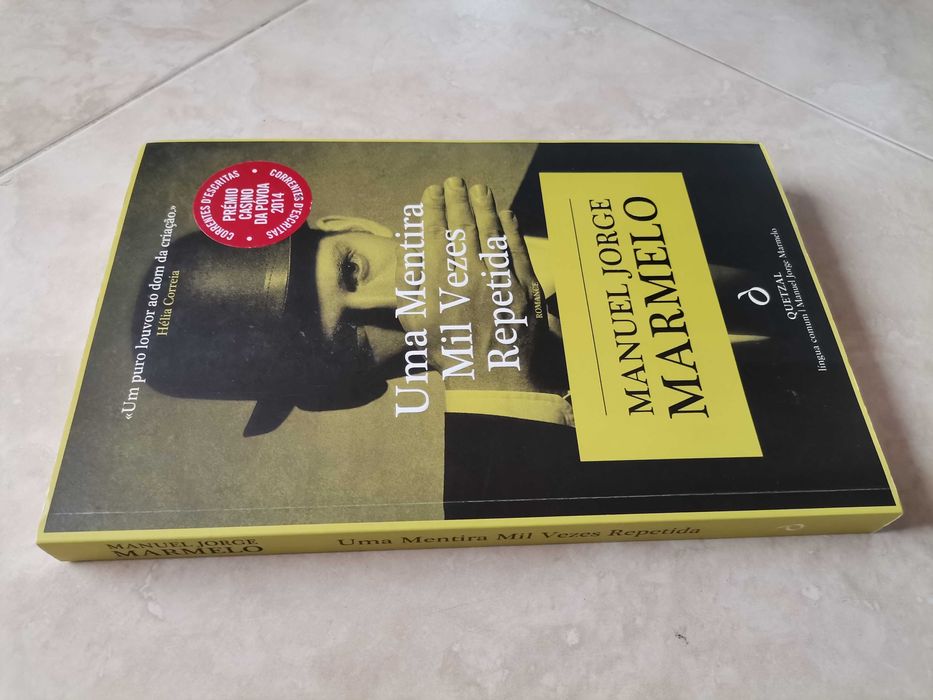 «Um puro louvor ao dom da criação.»
Hélia Correia
CORRENTES D'ESCRITAS
PRÉMIO
CASINO
DA PÓVOA
2014
CORRENTES D'ESCRITAS
Uma Mentira
Mil Vezes
Repetida
ROMANCE
MANUEL JORGE
MARMELO
QUETZAL
língua comum | Manuel Jorge Marmelo
MANUEL JORGE
MARMELO
Uma Mentira Mil Vezes Repetida